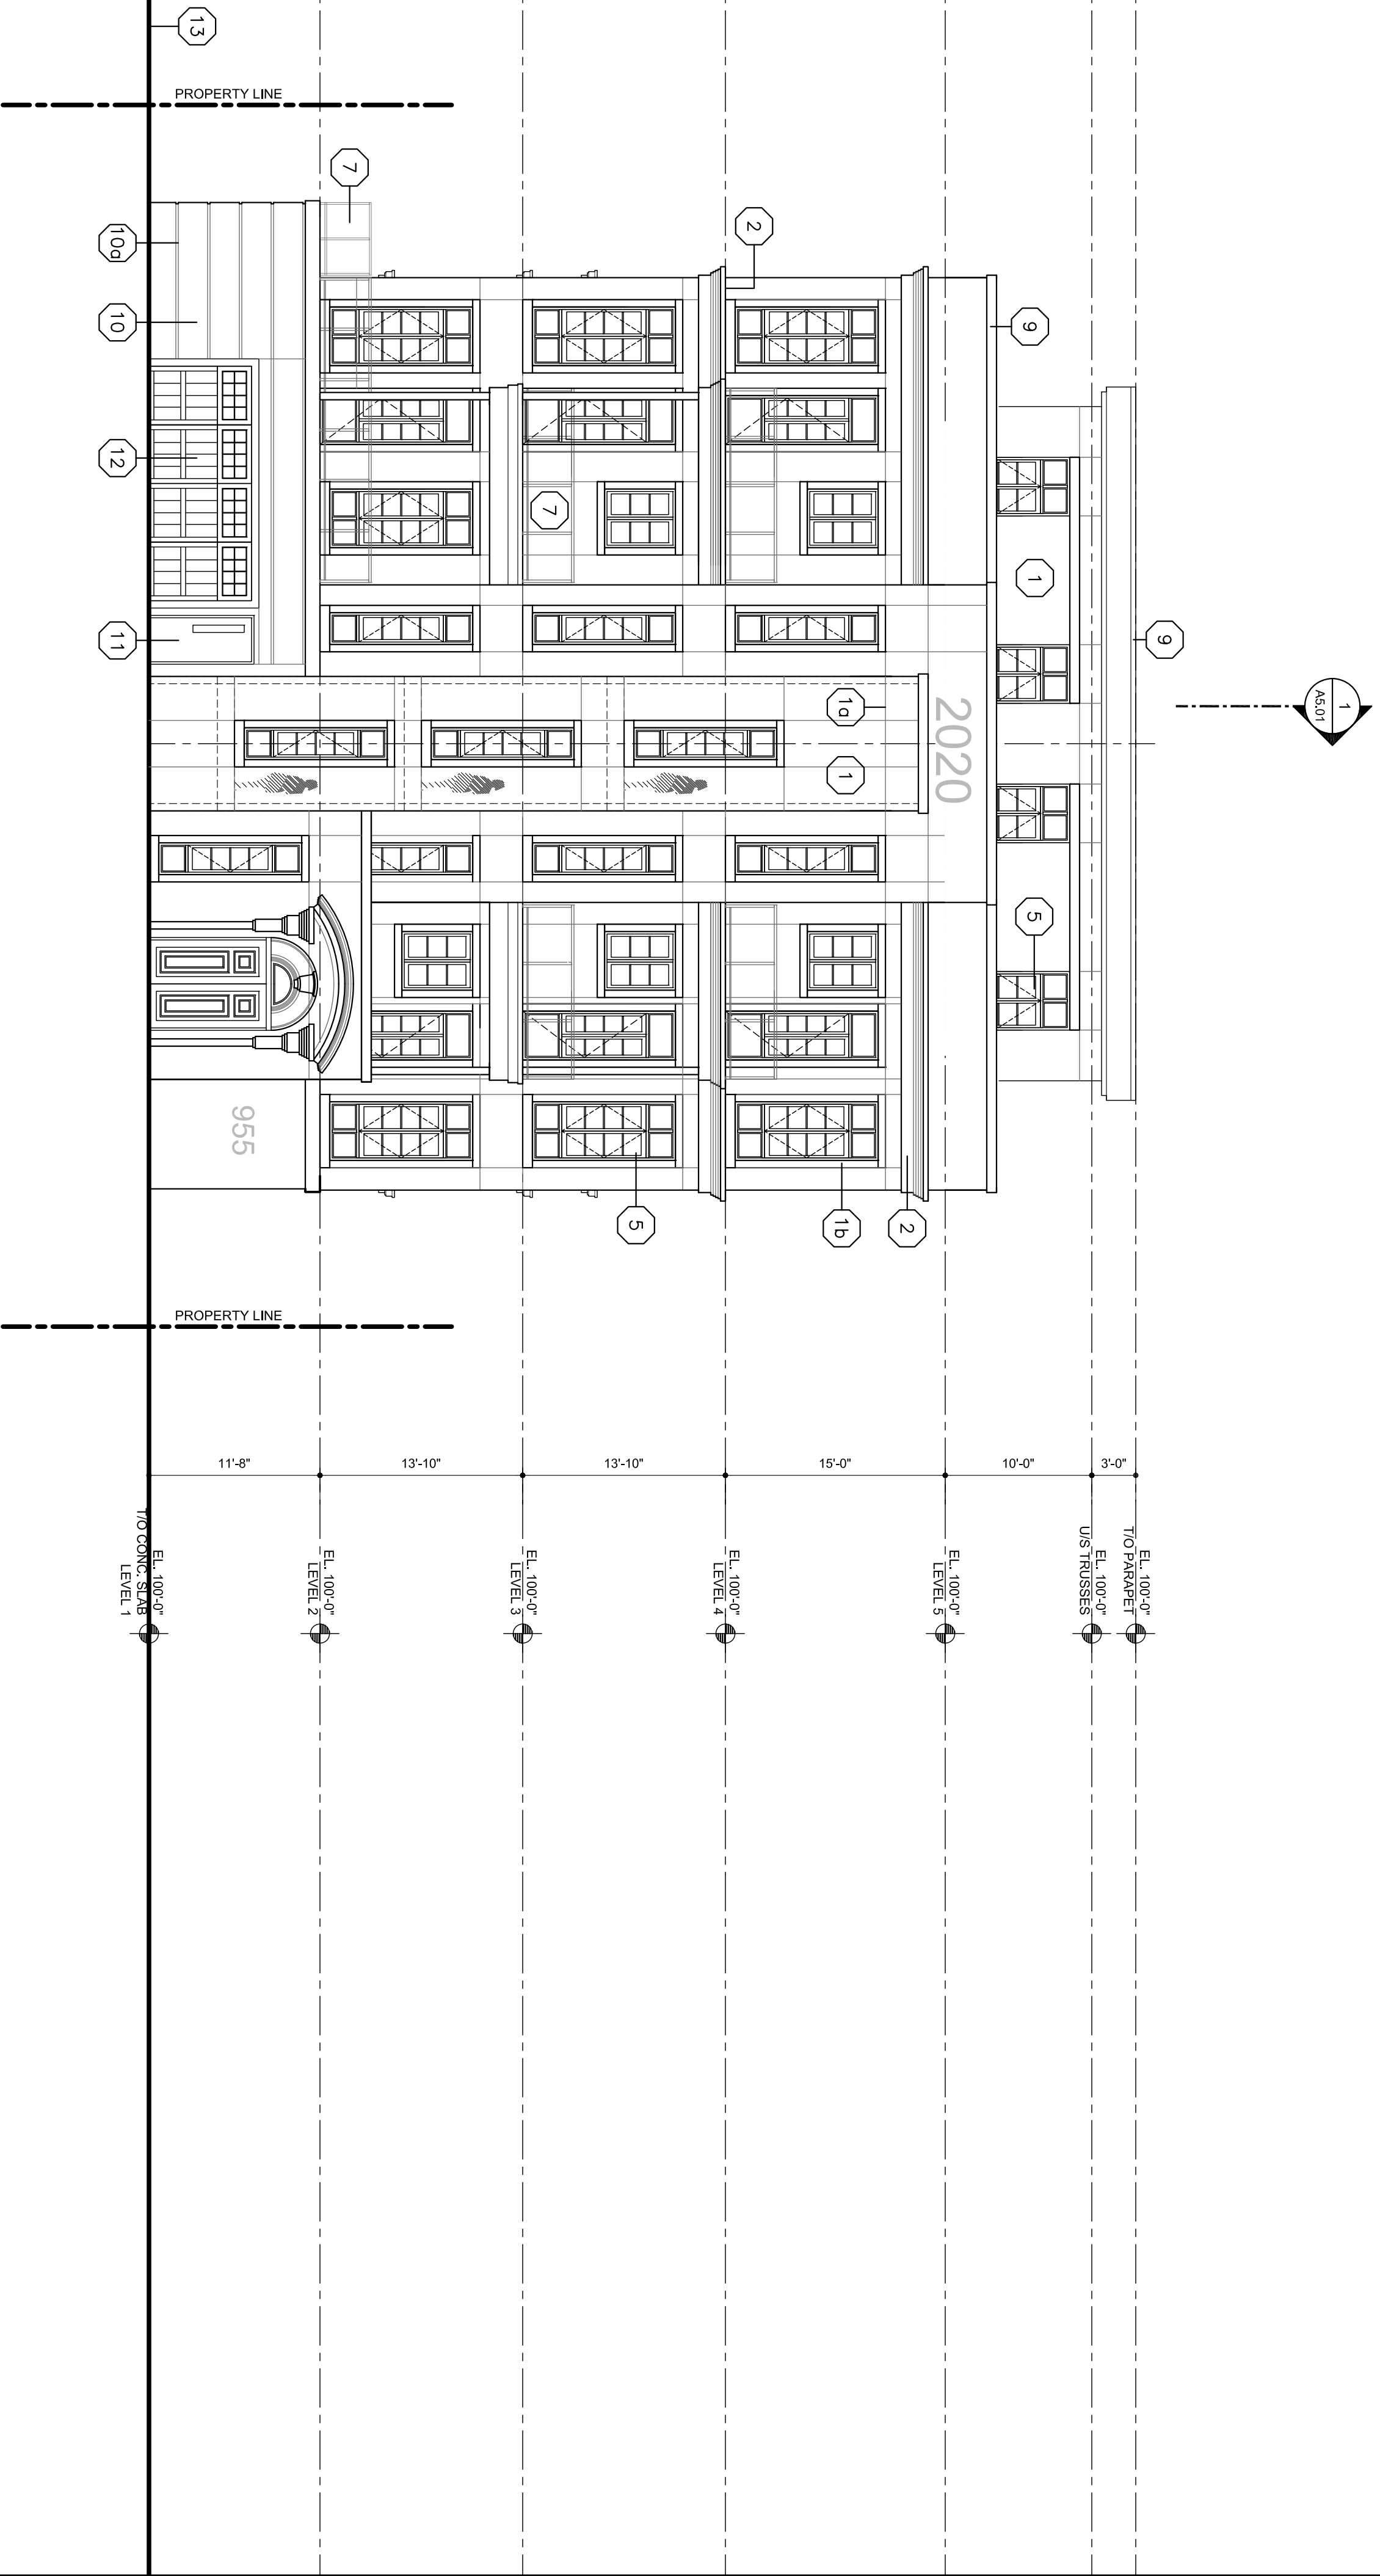 13
PROPERTY LINE
7
2
10a
10
9
12
7
1
11
9
1
A5.01
1a
2020
1
5
955
5
1b
2
PROPERTY LINE
11'-8"
13'-10"
13'-10"
15'-0"
10'-0"
3'-0"
EL. 100'-0"
T/O PARAPET
EL. 100'-0"
U/S TRUSSES
EL. 100'-0"
LEVEL 5
EL. 100'-0"
LEVEL 4
EL. 100'-0"
LEVEL 3
EL. 100'-0"
LEVEL 2
EL. 100'-0"
T/O CONC. SLAB
LEVEL 1